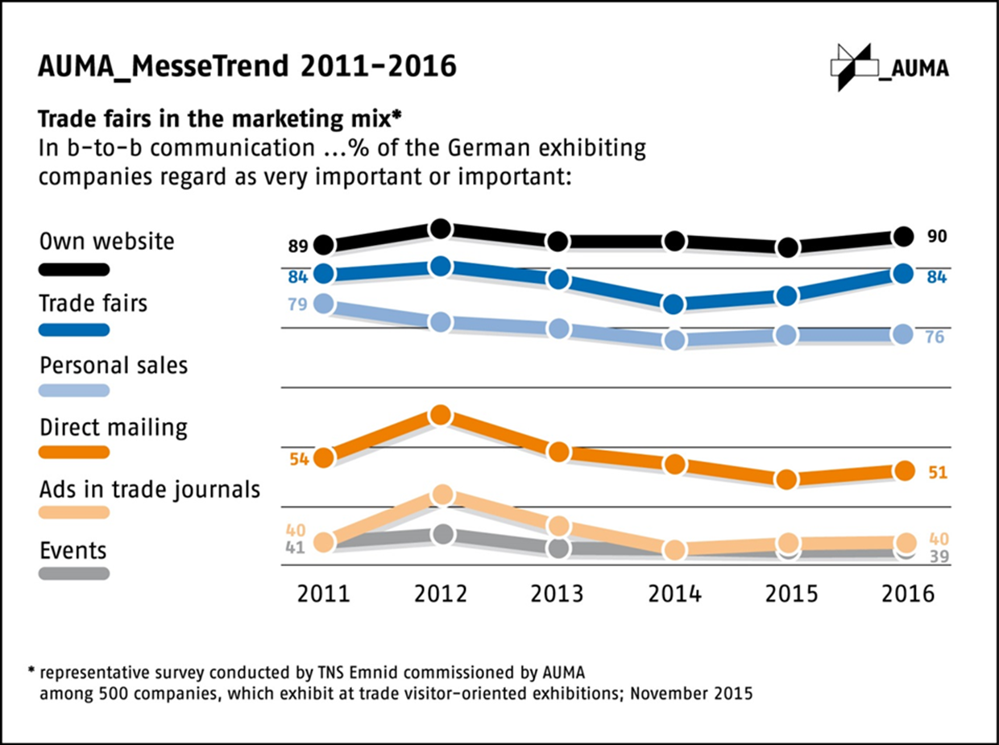 AUMA_MesseTrend 2011–2016
_AUMA
Trade fairs in the marketing mix*
In b-to-b communication ...% of the German exhibiting
companies regard as very important or important:
Own website
89
90
84
84
Trade fairs
79
76
Personal sales
Direct mailing
54
51
Ads in trade journals
40
40
41
39
Events
2011 2012 2013 2014 2015 2016
* representative survey conducted by TNS Emnid commissioned by AUMA
among 500 companies, which exhibit at trade visitor-oriented exhibitions; November 2015